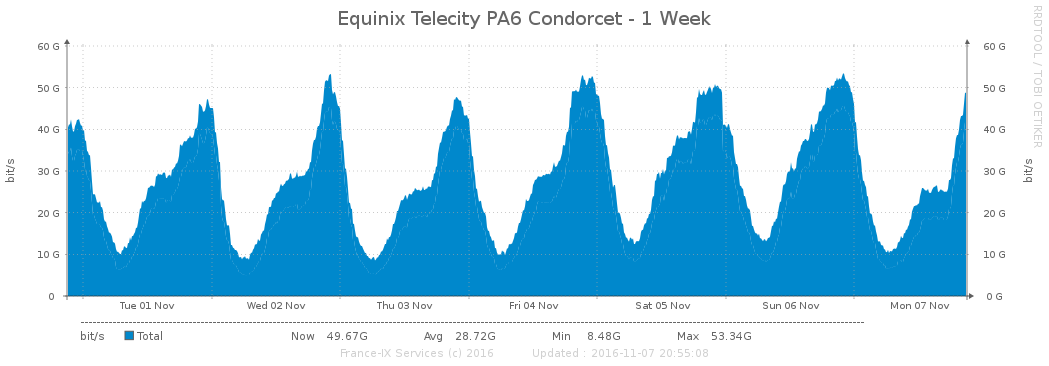 Equinix Telecity PA6 Condorcet - 1 Week
RRDTOOL / TOBI OETIKER
60 G 60 G
50 G 50 G
40 G 40 G
30 G 30 G
20 G 20 G
10 G 10 G
0 0 G
bit/s
bit/s
Tue 01 Nov Wed 02 Nov Thu 03 Nov Fri 04 Nov Sat 05 Nov Sun 06 Nov Mon 07 Nov
bit/s Total Now 49.67G Avg 28.72G Min 8.48G Max 53.34G
France-IX Services (c) 2016 Updated : 2016-11-07 20:55:08